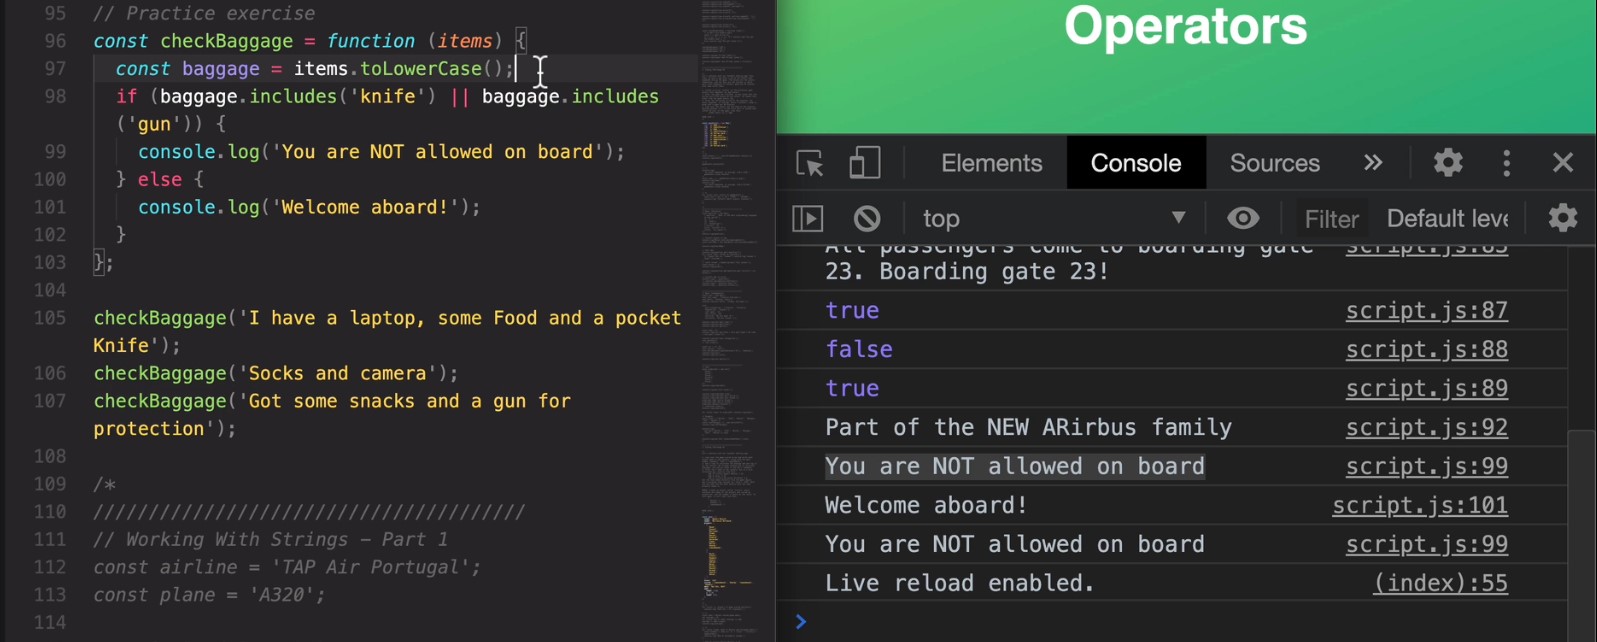 95 // Practice exercise
96 const checkBaggage = function (items) {
97 const baggage = items.toLowerCase();
98 if (baggage.includes('knife') || baggage.includes
('gun')) {
99 console.log('You are NOT allowed on board');
100 } else {
101 console.log('Welcome aboard!');
102 }
103 };
104
105 checkBaggage('I have a laptop, some Food and a pocket
Knife');
106 checkBaggage('Socks and camera');
107 checkBaggage('Got some snacks and a gun for
protection');
108
109 /*
110 ///////////////////////////////////////
111 // Working With Strings - Part 1
112 const airline = 'TAP Air Portugal';
113 const plane = 'A320';
114
Operators
Elements Console Sources »
top Filter Default leve
All passengers come to boarding gate script.js:83
23. Boarding gate 23!
true script.js:87
false script.js:88
true script.js:89
Part of the NEW ARirbus family script.js:92
You are NOT allowed on board script.js:99
Welcome aboard! script.js:101
You are NOT allowed on board script.js:99
Live reload enabled. (index):55
>